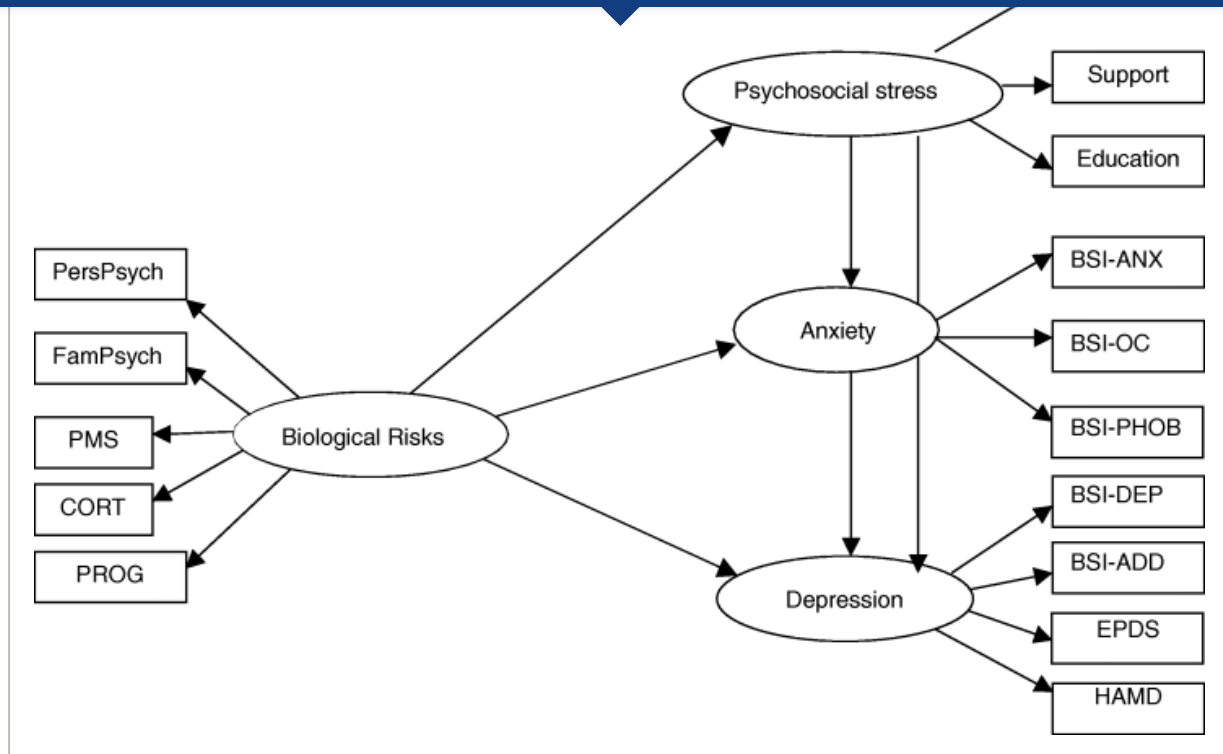 Psychosocial stress
Support
Education
PersPsych
FamPsych
PMS
CORT
PROG
Biological Risks
Anxiety
BSI-ANX
BSI-OC
BSI-PHOB
Depression
BSI-DEP
BSI-ADD
EPDS
HAMD